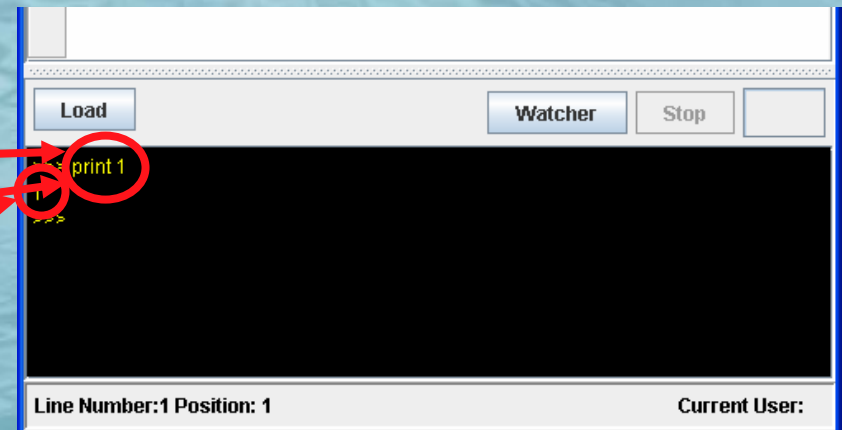 Load Watcher Stop
>>> print 1
1
>>>
Line Number:1 Position: 1 Current User: